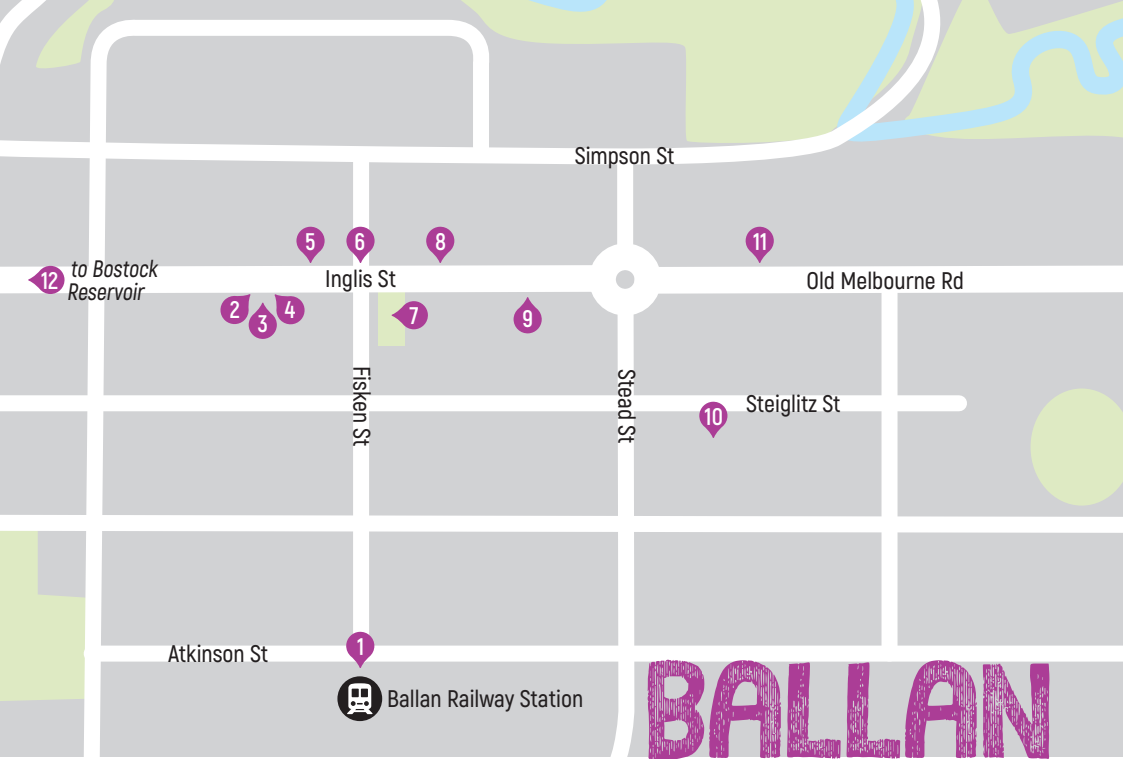 Simpson St
5
6
8
11
12
to Bostock
Reservoir
Inglis St
Old Melbourne Rd
2
3
4
7
9
Fisken St
Stead St
Steiglitz St
10
1
Atkinson St
Ballan Railway Station
BALLAN